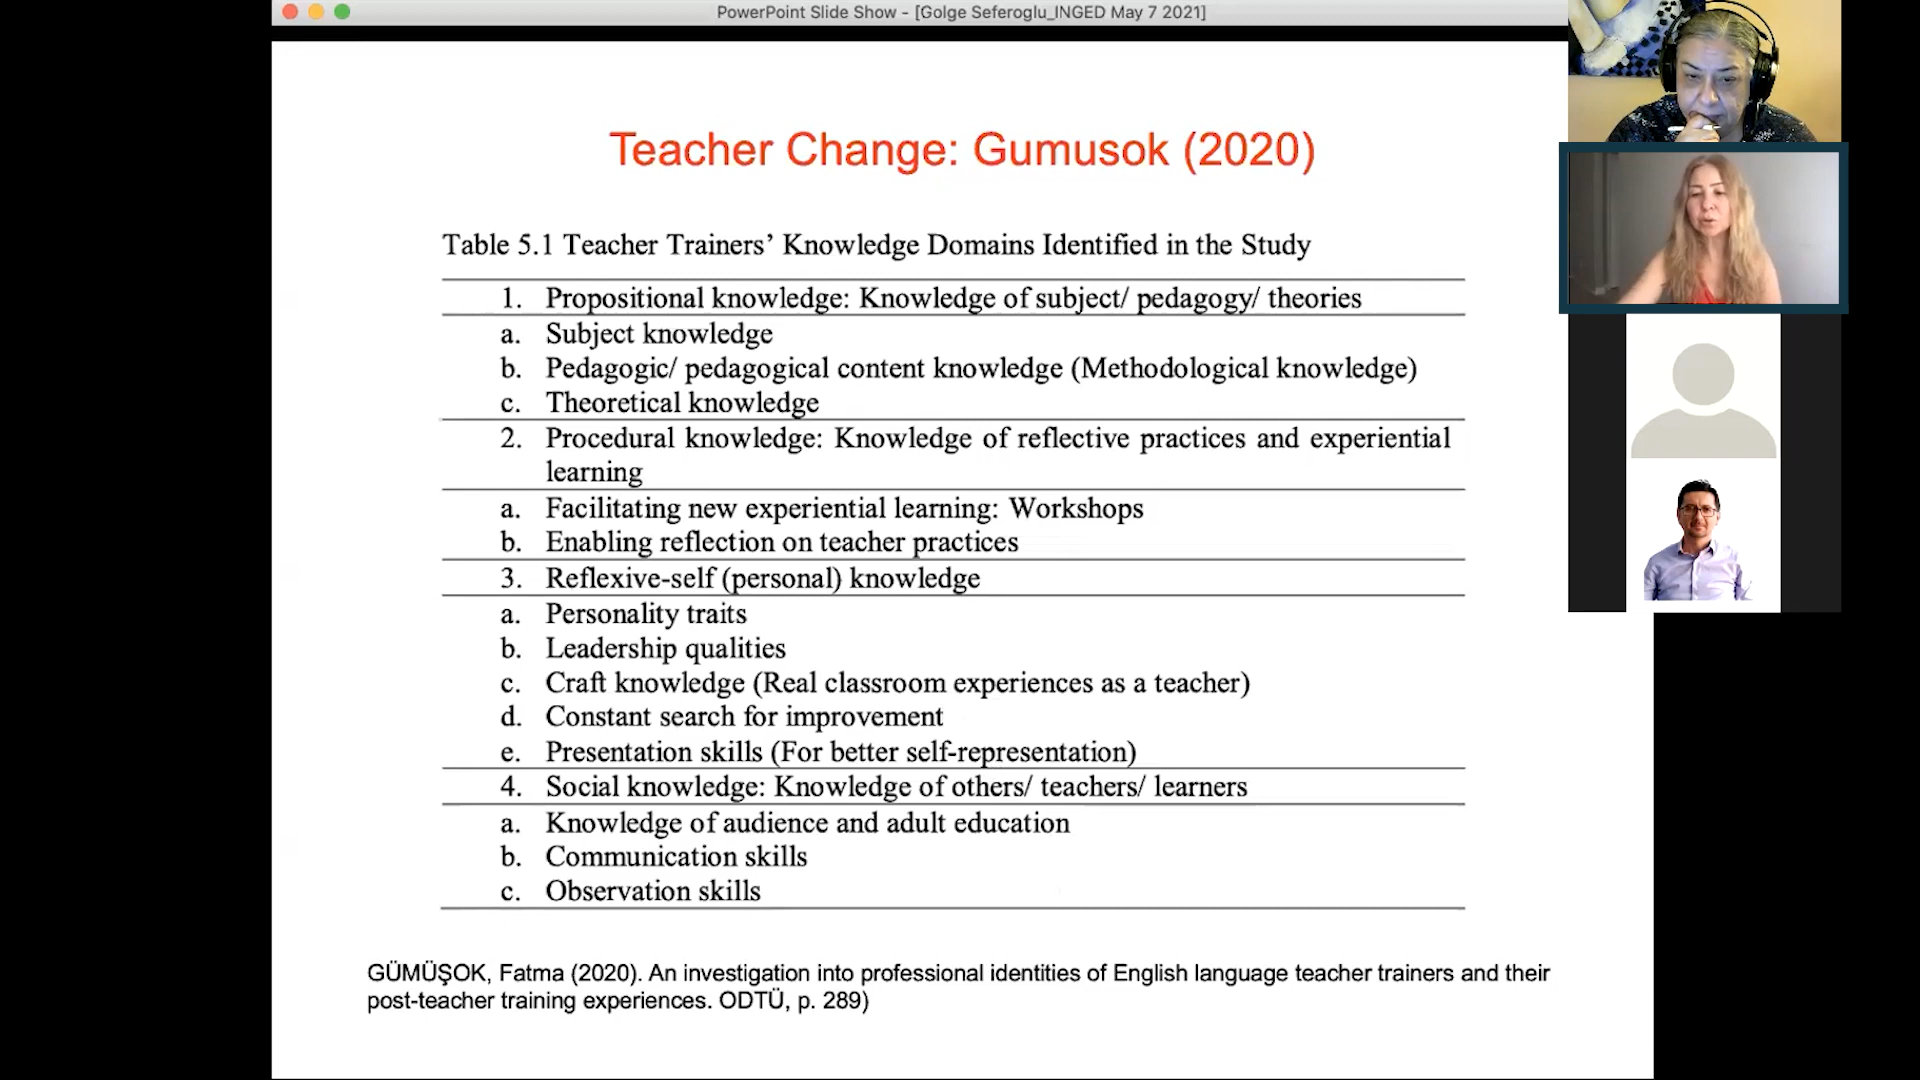 PowerPoint Slide Show - [Golge Seferoglu_INGED May 7 2021]
Teacher Change: Gumusok (2020)
Table 5.1 Teacher Trainers’ Knowledge Domains Identified in the Study
1. Propositional knowledge: Knowledge of subject/ pedagogy/ theories
a. Subject knowledge
b. Pedagogic/ pedagogical content knowledge (Methodological knowledge)
c. Theoretical knowledge
2. Procedural knowledge: Knowledge of reflective practices and experiential
learning
a. Facilitating new experiential learning: Workshops
b. Enabling reflection on teacher practices
3. Reflexive-self (personal) knowledge
a. Personality traits
b. Leadership qualities
c. Craft knowledge (Real classroom experiences as a teacher)
d. Constant search for improvement
e. Presentation skills (For better self-representation)
4. Social knowledge: Knowledge of others/ teachers/ learners
a. Knowledge of audience and adult education
b. Communication skills
c. Observation skills
GÜMÜŞOK, Fatma (2020). An investigation into professional identities of English language teacher trainers and their
post-teacher training experiences. ODTÜ, p. 289)